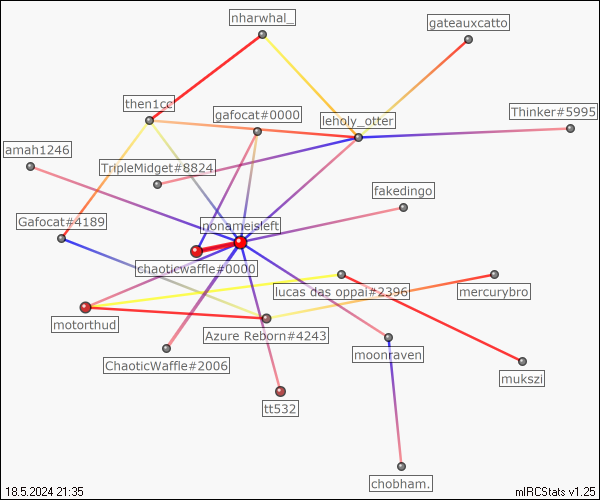 nharwhal_
gateauxcatto
then1cc
gafocat#0000
leholy_otter
Thinker#5995
amah1246
TripleMidget#8824
fakedingo
Gafocat#4189
nonameisleft
chaoticwaffle#0000
lucas das oppai#2396
mercurybro
motorthud
Azure Reborn#4243
moonraven
ChaoticWaffle#2006
mukszi
tt532
chobham.
18.5.2024 21:35
mIRCStats v1.25